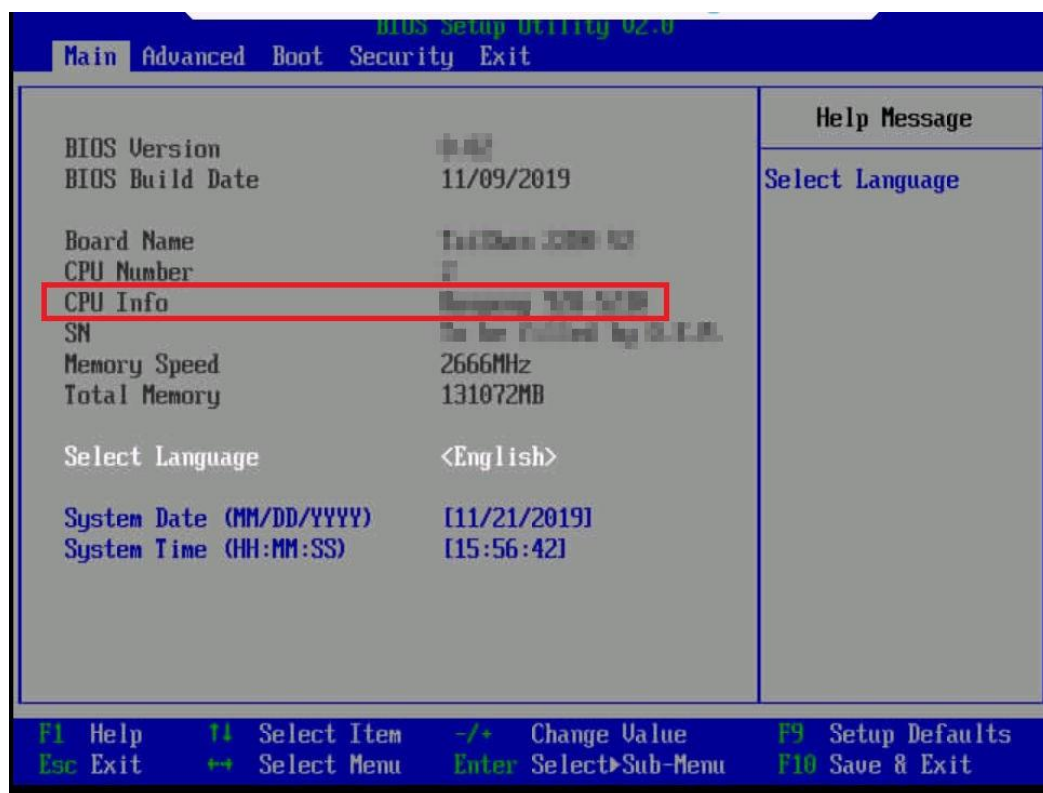 BIOS Setup Utility V2.0
Main Advanced Boot Security Exit
Help Message
Select Language
BIOS Version
BIOS Build Date 11/09/2019
Board Name
CPU Number
CPU Info
SN
Memory Speed 2666MHz
Total Memory 131072MB
Select Language <English>
System Date (MM/DD/YYYY) [11/21/2019]
System Time (HH:MM:SS) [15:56:42]
F1 Help ↑↓ Select Item -/+ Change Value F9 Setup Defaults
Esc Exit ←→ Select Menu Enter Select▶Sub-Menu F10 Save & Exit